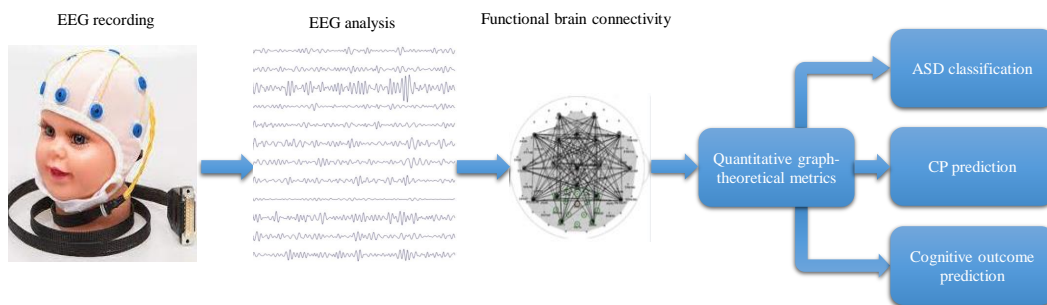 EEG recording
EEG analysis
Functional brain connectivity
ASD classification
Quantitative graph-
theoretical metrics
CP prediction
Cognitive outcome
prediction